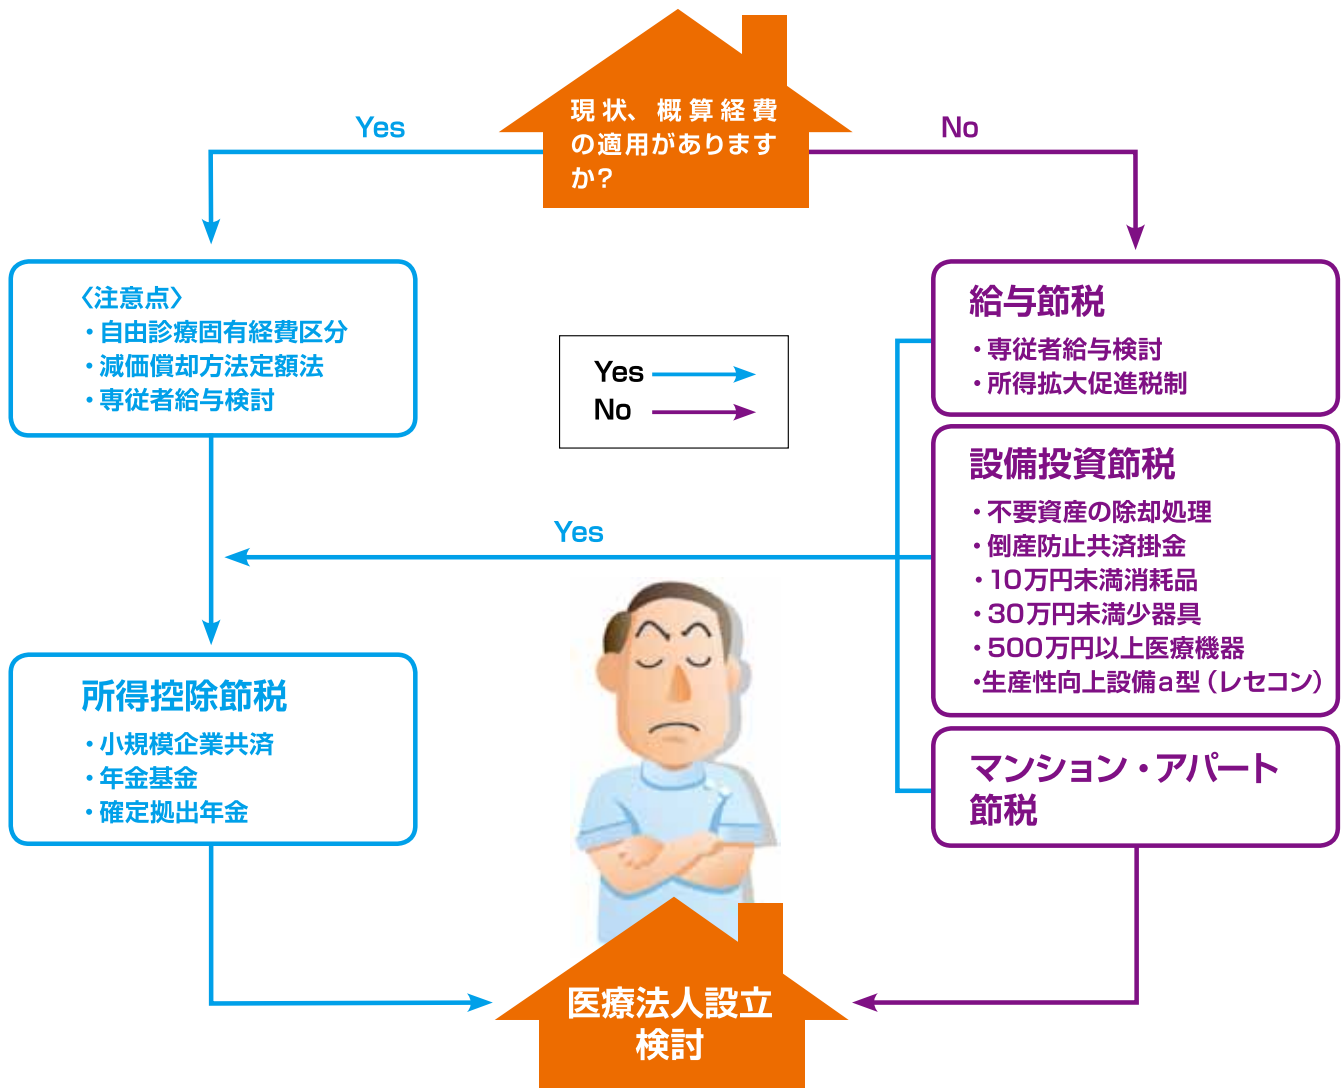 現状、概算経費
の適用があります
か？
Yes
No
〈注意点〉
・自由診療固有経費区分
・減価償却方法定額法
・専従者給与検討
Yes
No
給与節税
・専従者給与検討
・所得拡大促進税制
設備投資節税
・不要資産の除却処理
・倒産防止共済掛金
・10万円未満消耗品
・30万円未満少器具
・500万円以上医療機器
・生産性向上設備a型（レセコン）
Yes
所得控除節税
・小規模企業共済
・年金基金
・確定拠出年金
マンション・アパート
節税
医療法人設立
検討